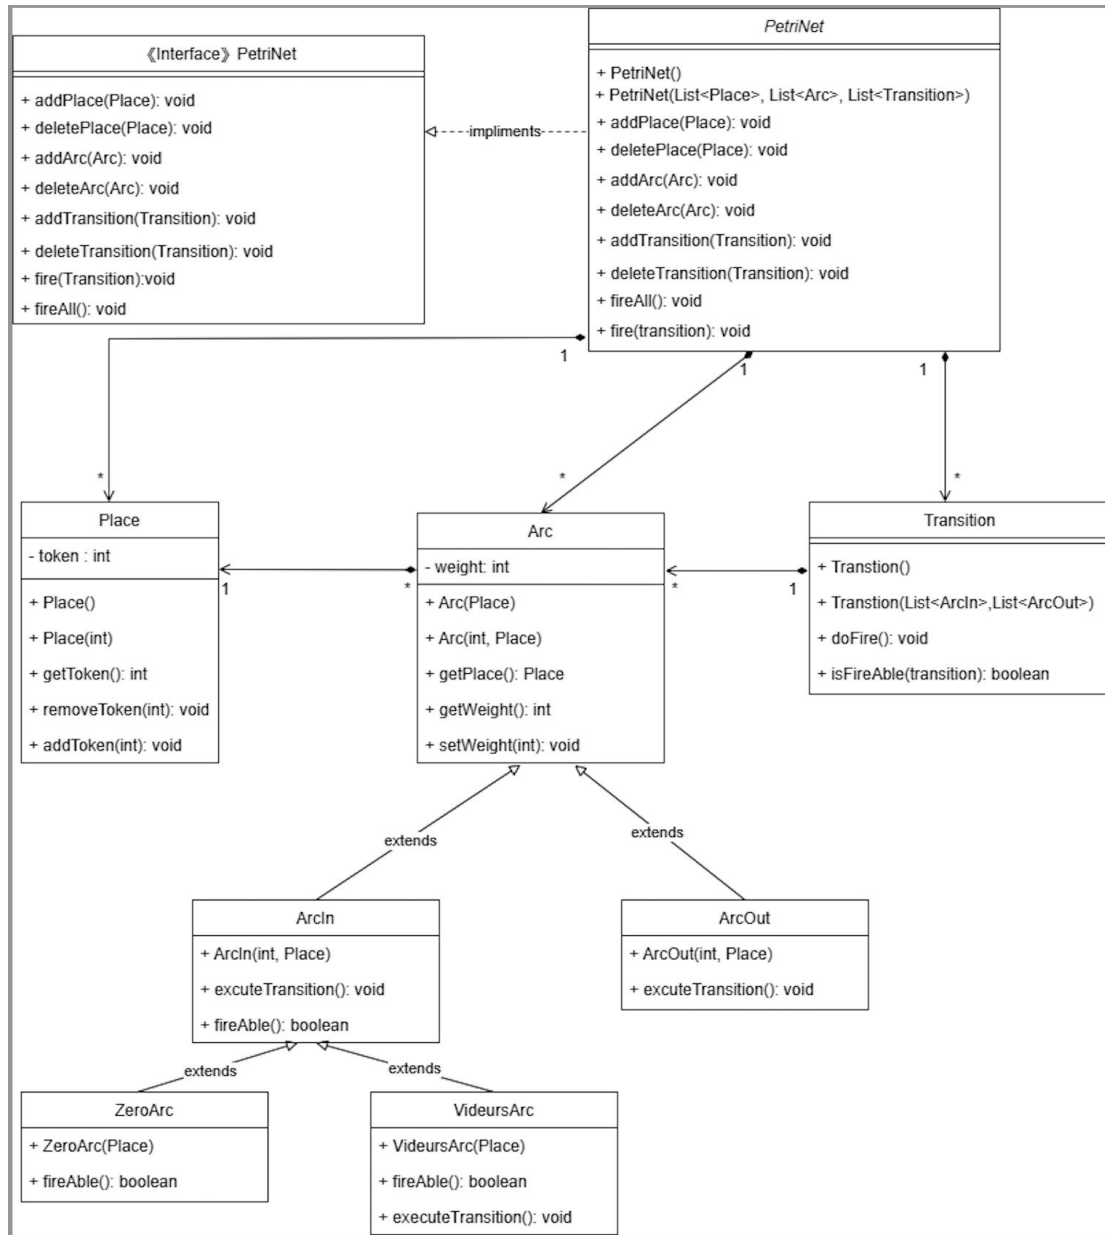 《Interface》 PetriNet
+ addPlace(Place): void
+ deletePlace(Place): void
+ addArc(Arc): void
+ deleteArc(Arc): void
+ addTransition(Transition): void
+ deleteTransition(Transition): void
+ fire(Transition):void
+ fireAll(): void
impliments
PetriNet
+ PetriNet()
+ PetriNet(List<Place>, List<Arc>, List<Transition>)
+ addPlace(Place): void
+ deletePlace(Place): void
+ addArc(Arc): void
+ deleteArc(Arc): void
+ addTransition(Transition): void
+ deleteTransition(Transition): void
+ fireAll(): void
+ fire(transition): void
1
1
1
*
*
*
Place
- token : int
+ Place()
+ Place(int)
+ getToken(): int
+ removeToken(int): void
+ addToken(int): void
1
*
Arc
- weight: int
+ Arc(Place)
+ Arc(int, Place)
+ getPlace(): Place
+ getWeight(): int
+ setWeight(int): void
*
1
Transition
+ Transtion()
+ Transtion(List<ArcIn>,List<ArcOut>)
+ doFire(): void
+ isFireAble(transition): boolean
extends
extends
ArcIn
+ ArcIn(int, Place)
+ excuteTransition(): void
+ fireAble(): boolean
ArcOut
+ ArcOut(int, Place)
+ excuteTransition(): void
extends
extends
ZeroArc
+ ZeroArc(Place)
+ fireAble(): boolean
VideursArc
+ VideursArc(Place)
+ fireAble(): boolean
+ executeTransition(): void